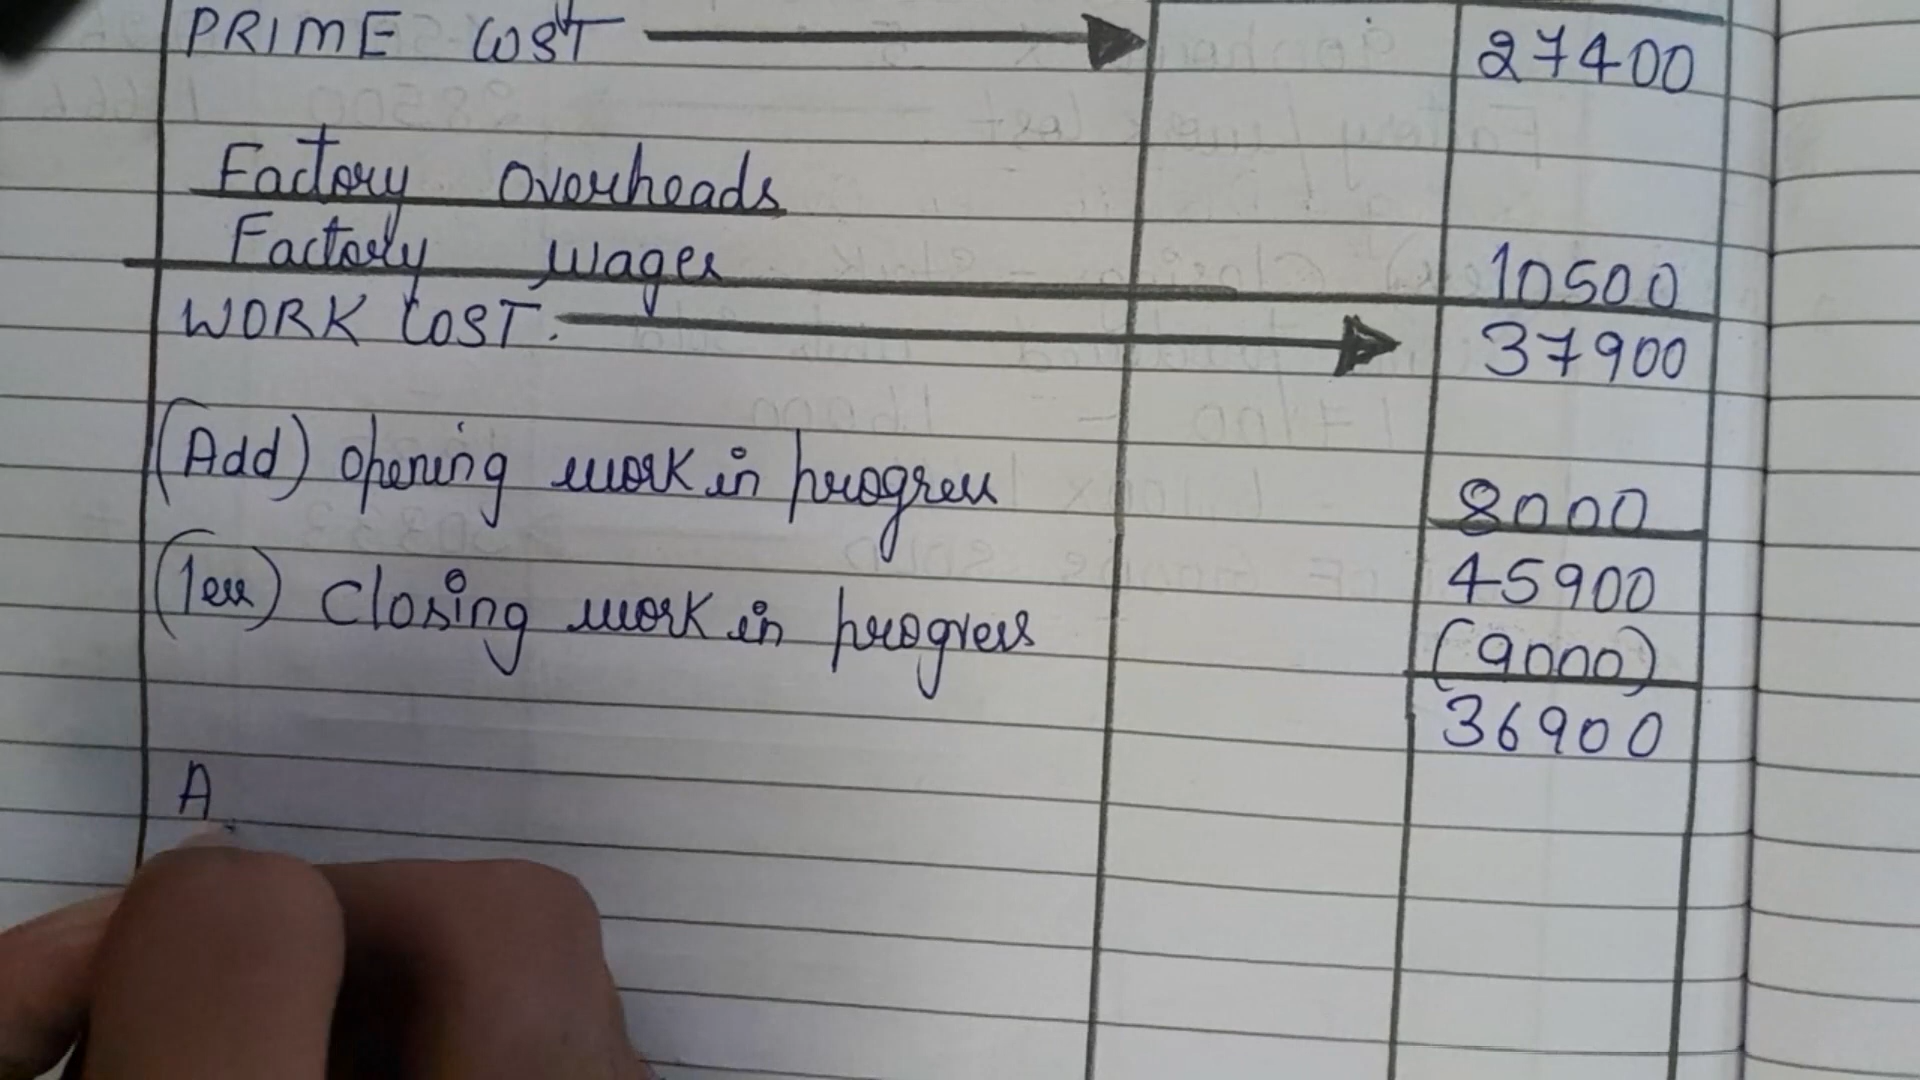 PRIME COST 27400
Factory Overheads
Factory wages 10500
WORK COST. 37900
(Add) opening work in progress 8000
45900
(less) Closing work in progress (9000)
36900
A